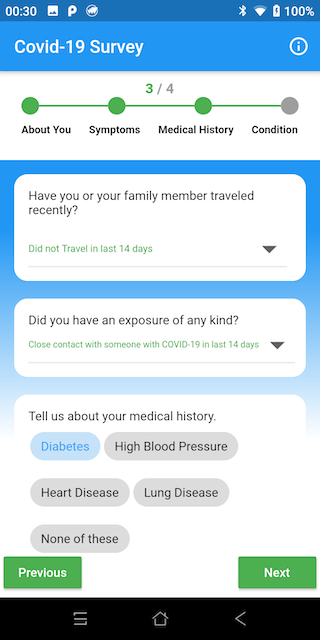 00:30
100%
Covid-19 Survey
3 / 4
About You Symptoms Medical History Condition
Have you or your family member traveled
recently?
Did not Travel in last 14 days
Did you have an exposure of any kind?
Close contact with someone with COVID-19 in last 14 days
Tell us about your medical history.
Diabetes High Blood Pressure
Heart Disease Lung Disease
None of these
Previous Next